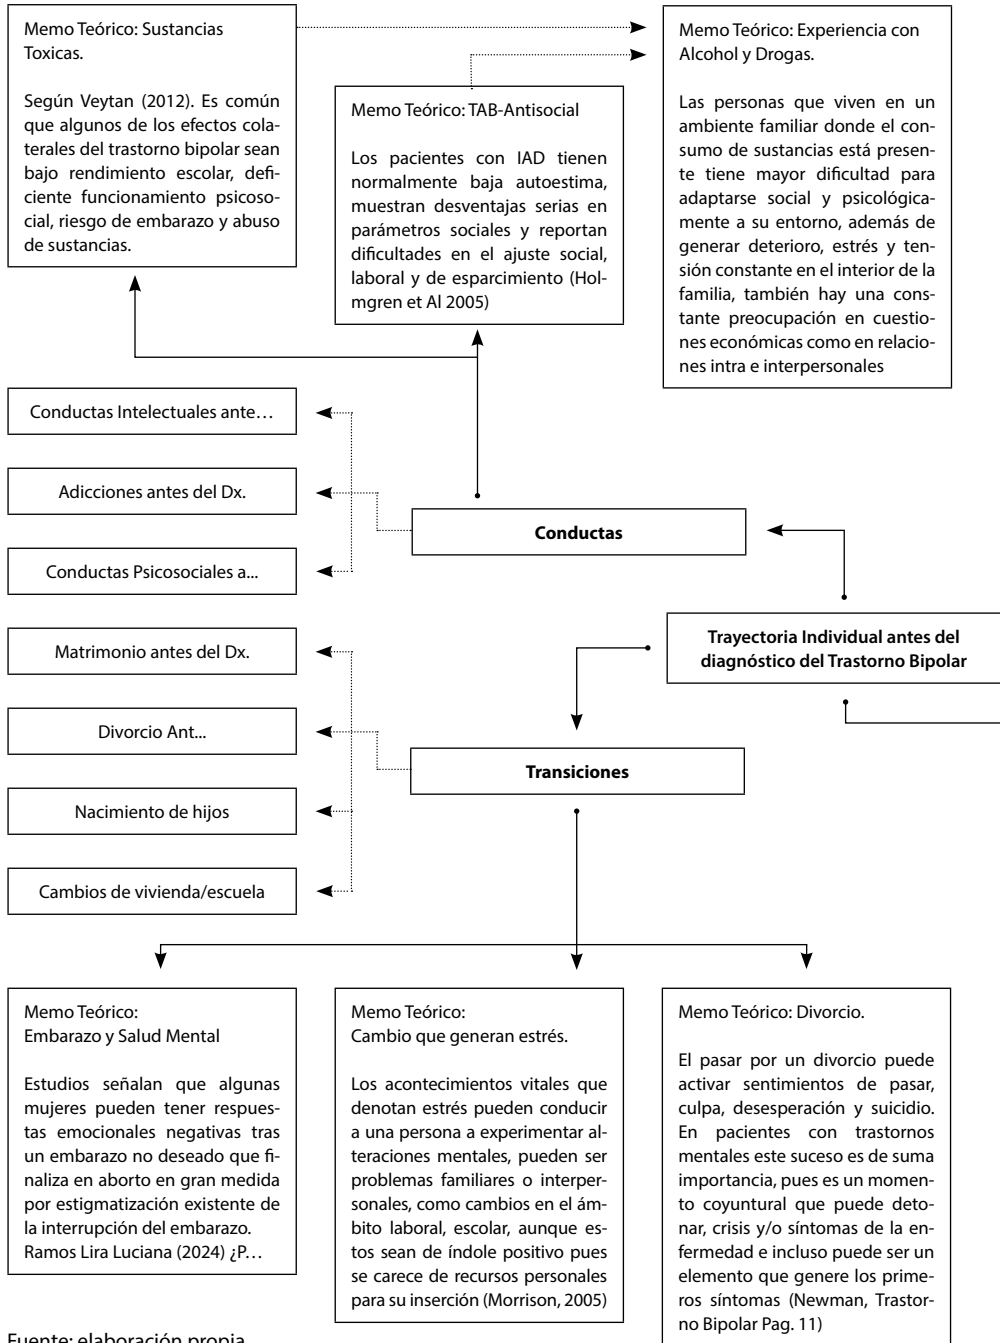 Memo Teórico: Sustancias
Toxicas.
Según Veytan (2012). Es común
que algunos de los efectos cola-
terales del trastorno bipolar sean
bajo rendimiento escolar, defi-
ciente funcionamiento psicoso-
cial, riesgo de embarazo y abuso
de sustancias.
Memo Teórico: TAB-Antisocial
Los pacientes con IAD tienen
normalmente baja autoestima,
muestran desventajas serias en
parámetros sociales y reportan
dificultades en el ajuste social,
laboral y de esparcimiento (Hol-
mgren et Al 2005)
Memo Teórico: Experiencia con
Alcohol y Drogas.
Las personas que viven en un
ambiente familiar donde el con-
sumo de sustancias está presen-
te tiene mayor dificultad para
adaptarse social y psicológica-
mente a su entorno, además de
generar deterioro, estrés y ten-
sión constante en el interior de la
familia, también hay una cons-
tante preocupación en cuestio-
nes económicas como en relacio-
nes intra e interpersonales
Conductas Intelectuales ante…
Adicciones antes del Dx.
Conductas Psicosociales a...
Conductas
Trayectoria Individual antes del
diagnóstico del Trastorno Bipolar
Matrimonio antes del Dx.
Divorcio Ant...
Nacimiento de hijos
Cambios de vivienda/escuela
Transiciones
Memo Teórico:
Embarazo y Salud Mental
Estudios señalan que algunas
mujeres pueden tener respues-
tas emocionales negativas tras
un embarazo no deseado que fi-
naliza en aborto en gran medida
por estigmatización existente de
la interrupción del embarazo.
Ramos Lira Luciana (2024) ¿P…
Memo Teórico:
Cambio que generan estrés.
Los acontecimientos vitales que
denotan estrés pueden conducir
a una persona a experimentar al-
teraciones mentales, pueden ser
problemas familiares o interper-
sonales, como cambios en el ám-
bito laboral, escolar, aunque es-
tos sean de índole positivo pues
se carece de recursos personales
para su inserción (Morrison, 2005)
Memo Teórico: Divorcio.
El pasar por un divorcio puede
activar sentimientos de pasar,
culpa, desesperación y suicidio.
En pacientes con trastornos
mentales este suceso es de suma
importancia, pues es un momen-
to coyuntural que puede deto-
nar, crisis y/o síntomas de la en-
fermedad e incluso puede ser un
elemento que genere los prime-
ros síntomas (Newman, Trastor-
no Bipolar Pag. 11)
Fuente: elaboración propia